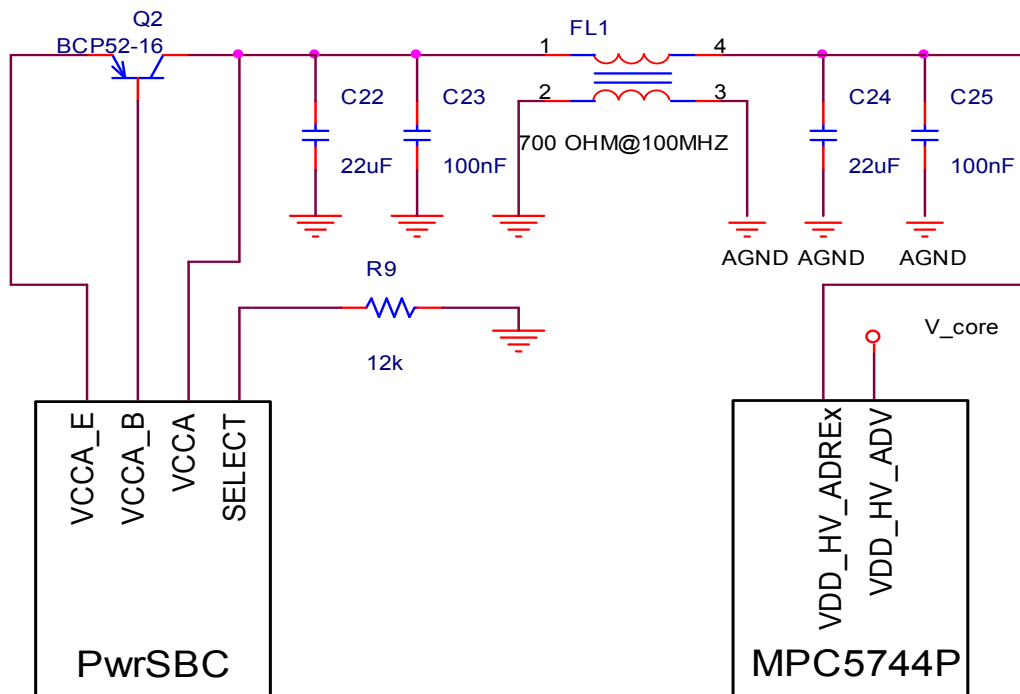 Q2
BCP52-16
FL1
1
4
2
3
C22
C23
C24
C25
700 OHM@100MHZ
22uF
100nF
22uF
100nF
AGND
AGND
AGND
R9
12k
V_core
VCCA_E
VCCA_B
VCCA
SELECT
VDD_HV_ADREx
VDD_HV_ADV
PwrSBC
MPC5744P